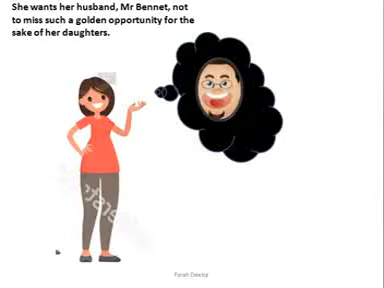 She wants her husband, Mr Bennet, not
to miss such a golden opportunity for the
sake of her daughters.
Farah Dawisy